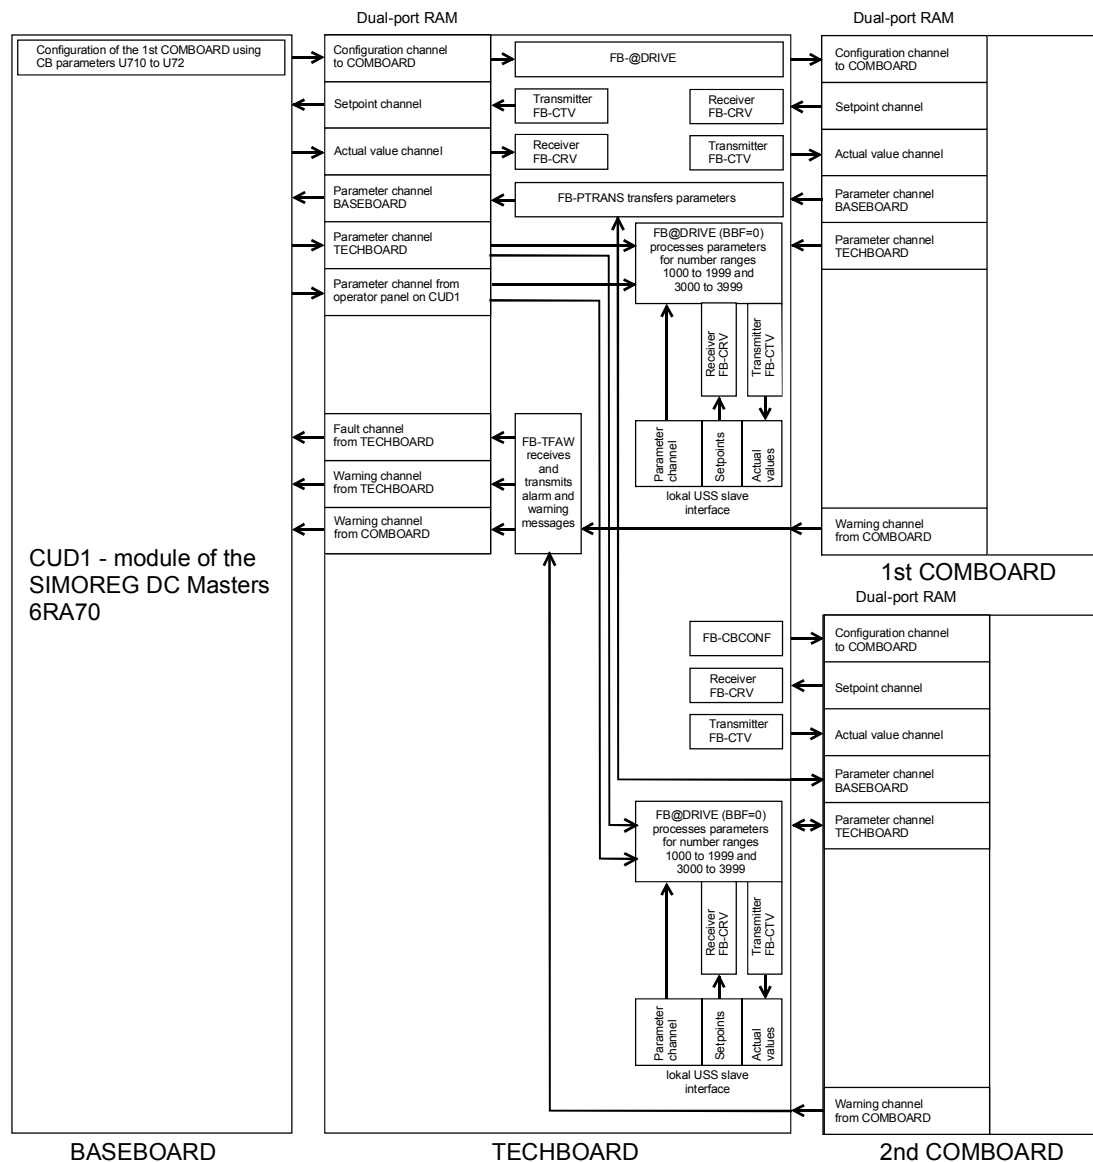 Dual-port RAM
Dual-port RAM
Configuration of the 1st COMBOARD using
CB parameters U710 to U72
Configuration channel
to COMBOARD
FB-@DRIVE
Configuration channel
to COMBOARD
Setpoint channel
Transmitter
FB-CTV
Receiver
FB-CRV
Setpoint channel
Actual value channel
Receiver
FB-CRV
Transmitter
FB-CTV
Actual value channel
Parameter channel
BASEBOARD
FB-PTRANS transfers parameters
Parameter channel
BASEBOARD
Parameter channel
TECHBOARD
FB@DRIVE (BBF=0)
processes parameters
for number ranges
1000 to 1999 and
3000 to 3999
Parameter channel
TECHBOARD
Parameter channel from
operator panel on CUD1
Receiver
FB-CRV
Transmitter
FB-CTV
Fault channel
from TECHBOARD
FB-TFAW
receives
and
transmits
alarm and
warning
messages
Parameter
channel
Setpoints
Actual
values
Warning channel
from TECHBOARD
lokal USS slave
interface
Warning channel
from COMBOARD
Warning channel
from COMBOARD
CUD1 - module of the
SIMOREG DC Masters
6RA70
1st COMBOARD
Dual-port RAM
FB-CBCONF
Configuration channel
to COMBOARD
Receiver
FB-CRV
Setpoint channel
Transmitter
FB-CTV
Actual value channel
Parameter channel
BASEBOARD
FB@DRIVE (BBF=0)
processes parameters
for number ranges
1000 to 1999 and
3000 to 3999
Parameter channel
TECHBOARD
Receiver
FB-CRV
Transmitter
FB-CTV
Parameter
channel
Setpoints
Actual
values
lokal USS slave
interface
Warning channel
from COMBOARD
BASEBOARD
TECHBOARD
2nd COMBOARD